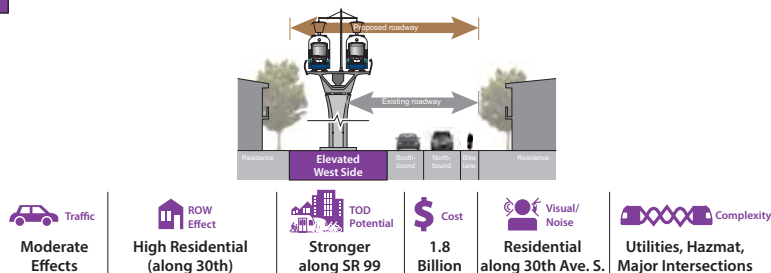 Proposed roadway
Existing roadway
Residence
Elevated
West Side
South-
bound
North-
bound
Bike
lane
Residence
Traffic
Moderate
Effects
ROW
Effect
High Residential
(along 30th)
TOD
Potential
Stronger
along SR 99
$ Cost
1.8
Billion
Visual/
Noise
Residential
along 30th Ave. S.
Complexity
Utilities, Hazmat,
Major Intersections